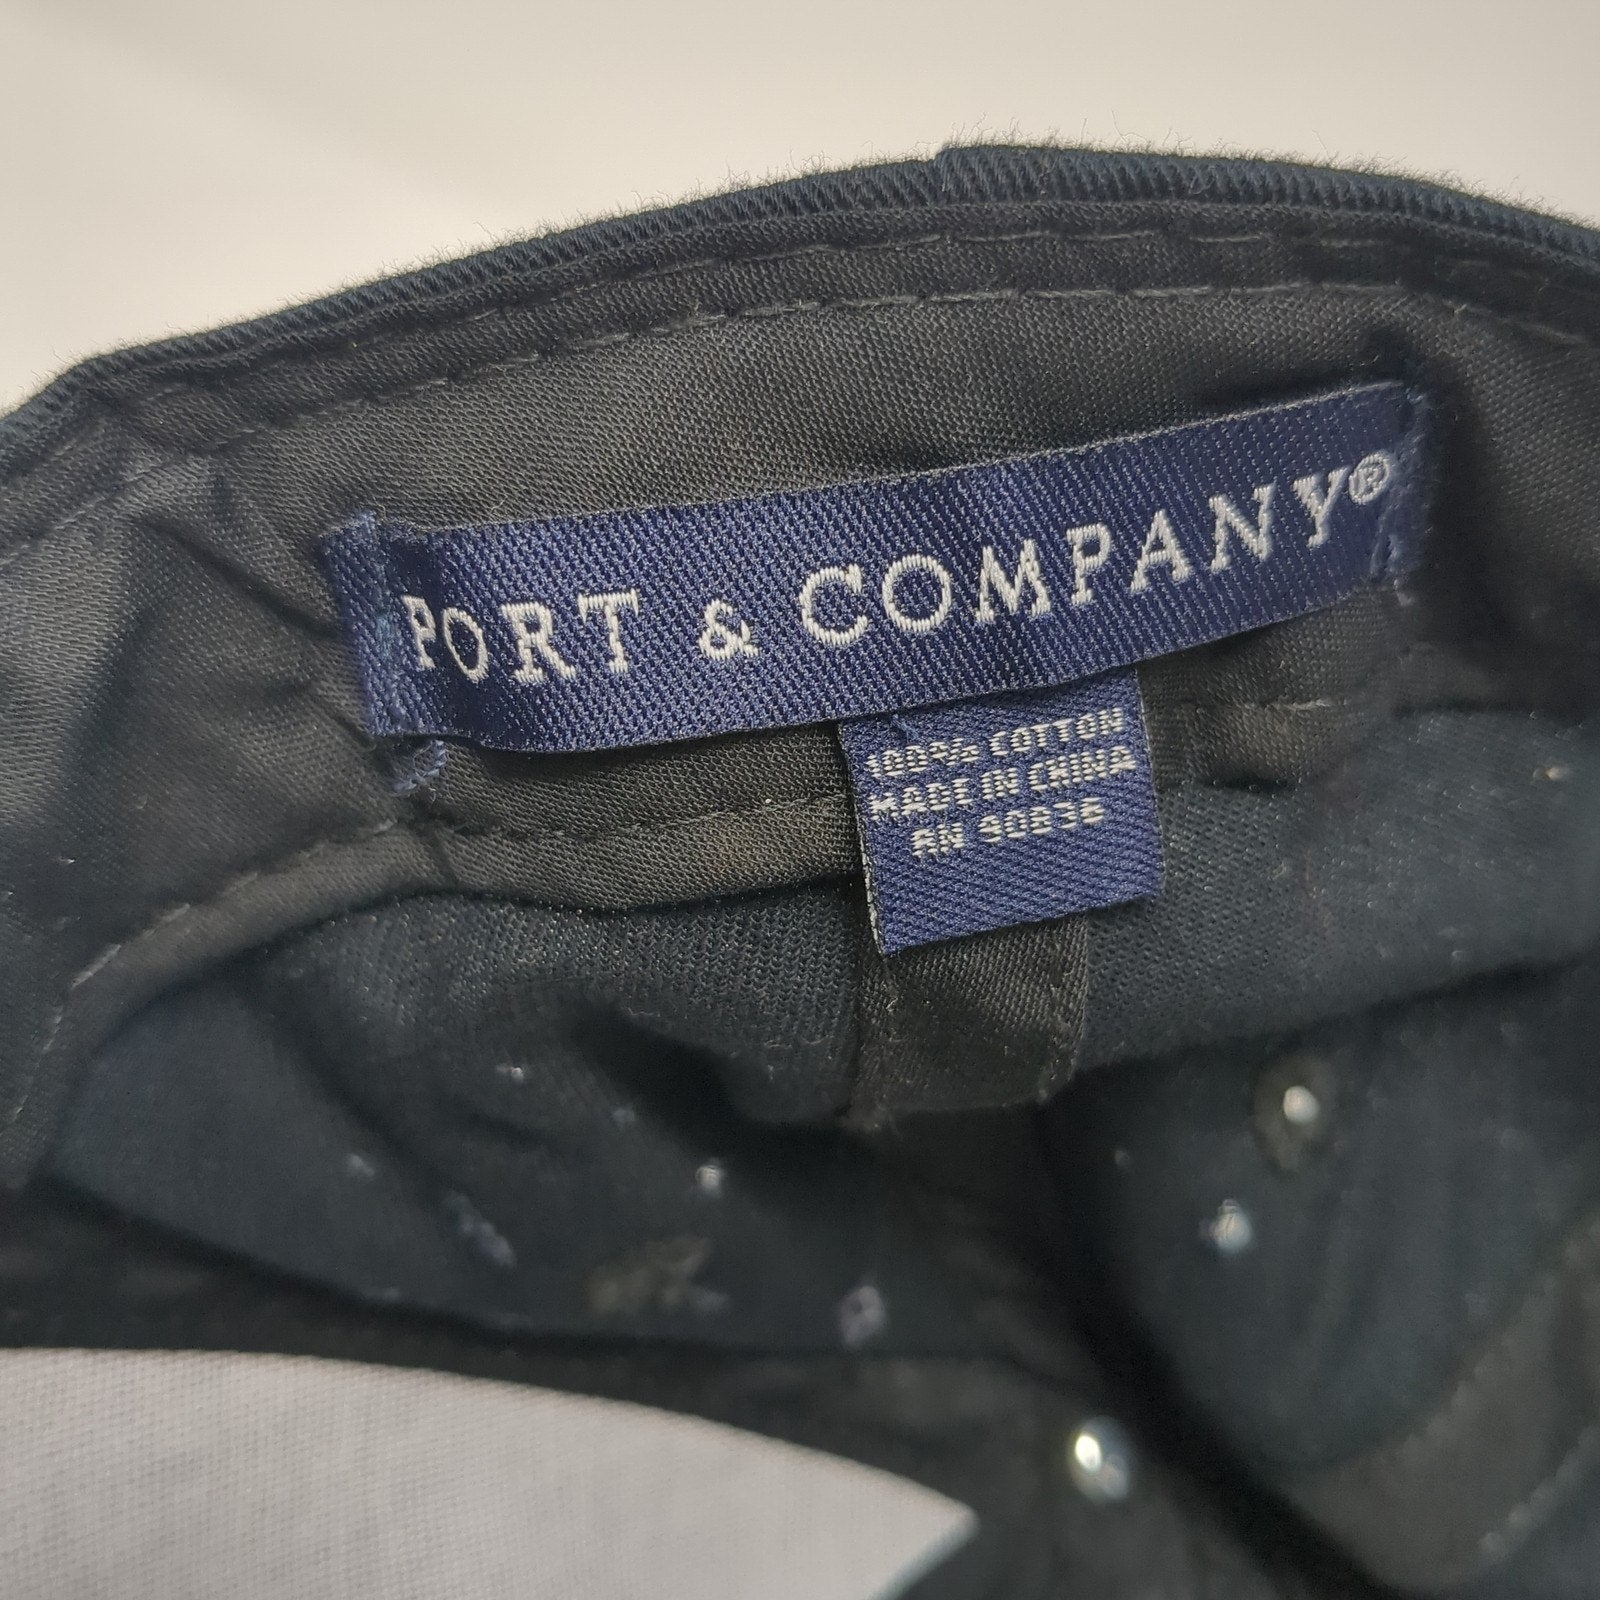 PORT & COMPANY®
100% COTTON
MADE IN CHINA
RN 90836